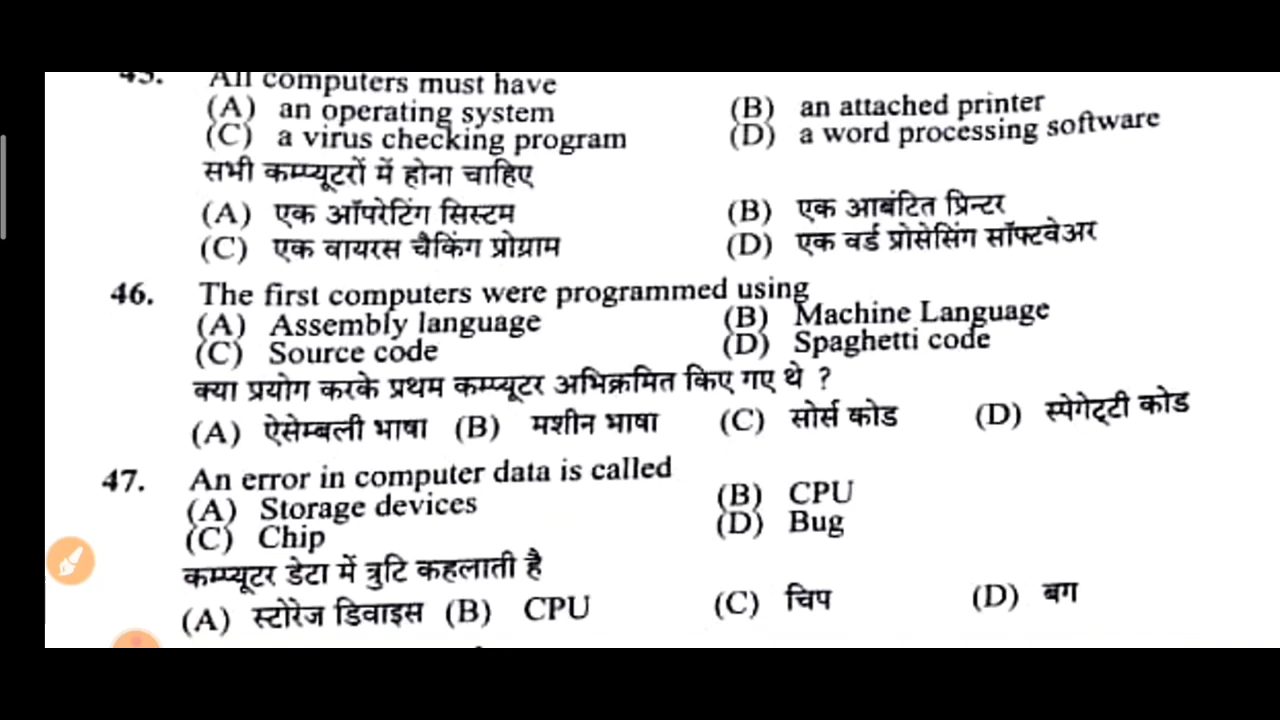 45. All computers must have
(A) an operating system (B) an attached printer
(C) a virus checking program (D) a word processing software
सभी कम्प्यूटरों में होना चाहिए
(A) एक ऑपरेटिंग सिस्टम (B) एक आबंटित प्रिन्टर
(C) एक वायरस चैकिंग प्रोग्राम (D) एक वर्ड प्रोसेसिंग सॉफ्टवेअर
46. The first computers were programmed using
(A) Assembly language (B) Machine Language
(C) Source code (D) Spaghetti code
क्या प्रयोग करके प्रथम कम्प्यूटर अभिक्रमित किए गए थे ?
(A) ऐसेम्बली भाषा (B) मशीन भाषा (C) सोर्स कोड (D) स्पेगेट्टी कोड
47. An error in computer data is called
(A) Storage devices (B) CPU
(C) Chip (D) Bug
कम्प्यूटर डेटा में त्रुटि कहलाती है
(A) स्टोरेज डिवाइस (B) CPU (C) चिप (D) बग